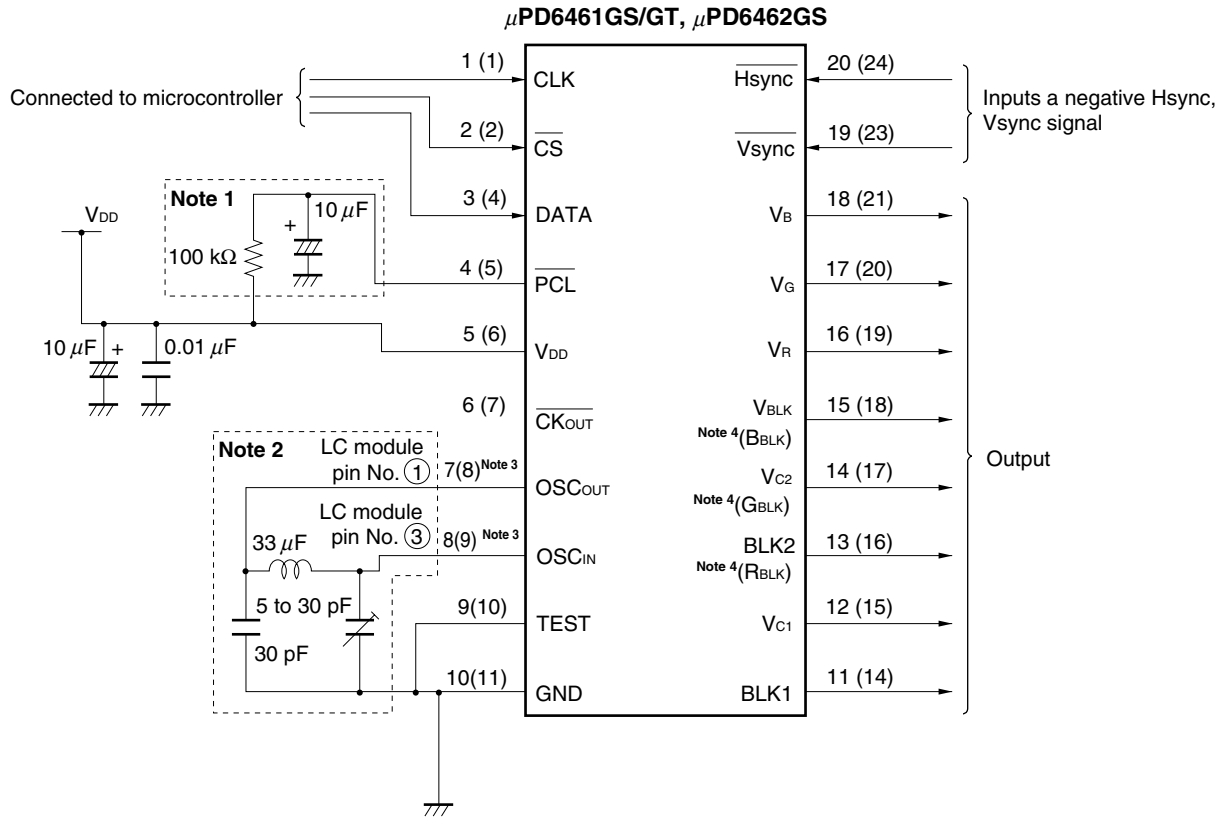 μPD6461GS/GT, μPD6462GS
Connected to microcontroller
1 (1)
CLK
2 (2)
CS
3 (4)
DATA
Note 1
10 μF
+
100 kΩ
VDD
4 (5)
PCL
5 (6)
VDD
10 μF
+
0.01 μF
6 (7)
CKOUT
Note 2
LC module
pin No. ①
7(8) Note 3
OSCOUT
LC module
pin No. ③
8(9) Note 3
OSCIN
33 μF
5 to 30 pF
30 pF
9(10)
TEST
10(11)
GND
Hsync
20 (24)
Vsync
19 (23)
Inputs a negative Hsync,
Vsync signal
VB
18 (21)
VG
17 (20)
VR
16 (19)
VBLK
Note 4(BBLK)
15 (18)
VC2
Note 4(GBLK)
14 (17)
BLK2
Note 4(RBLK)
13 (16)
VC1
12 (15)
BLK1
11 (14)
Output